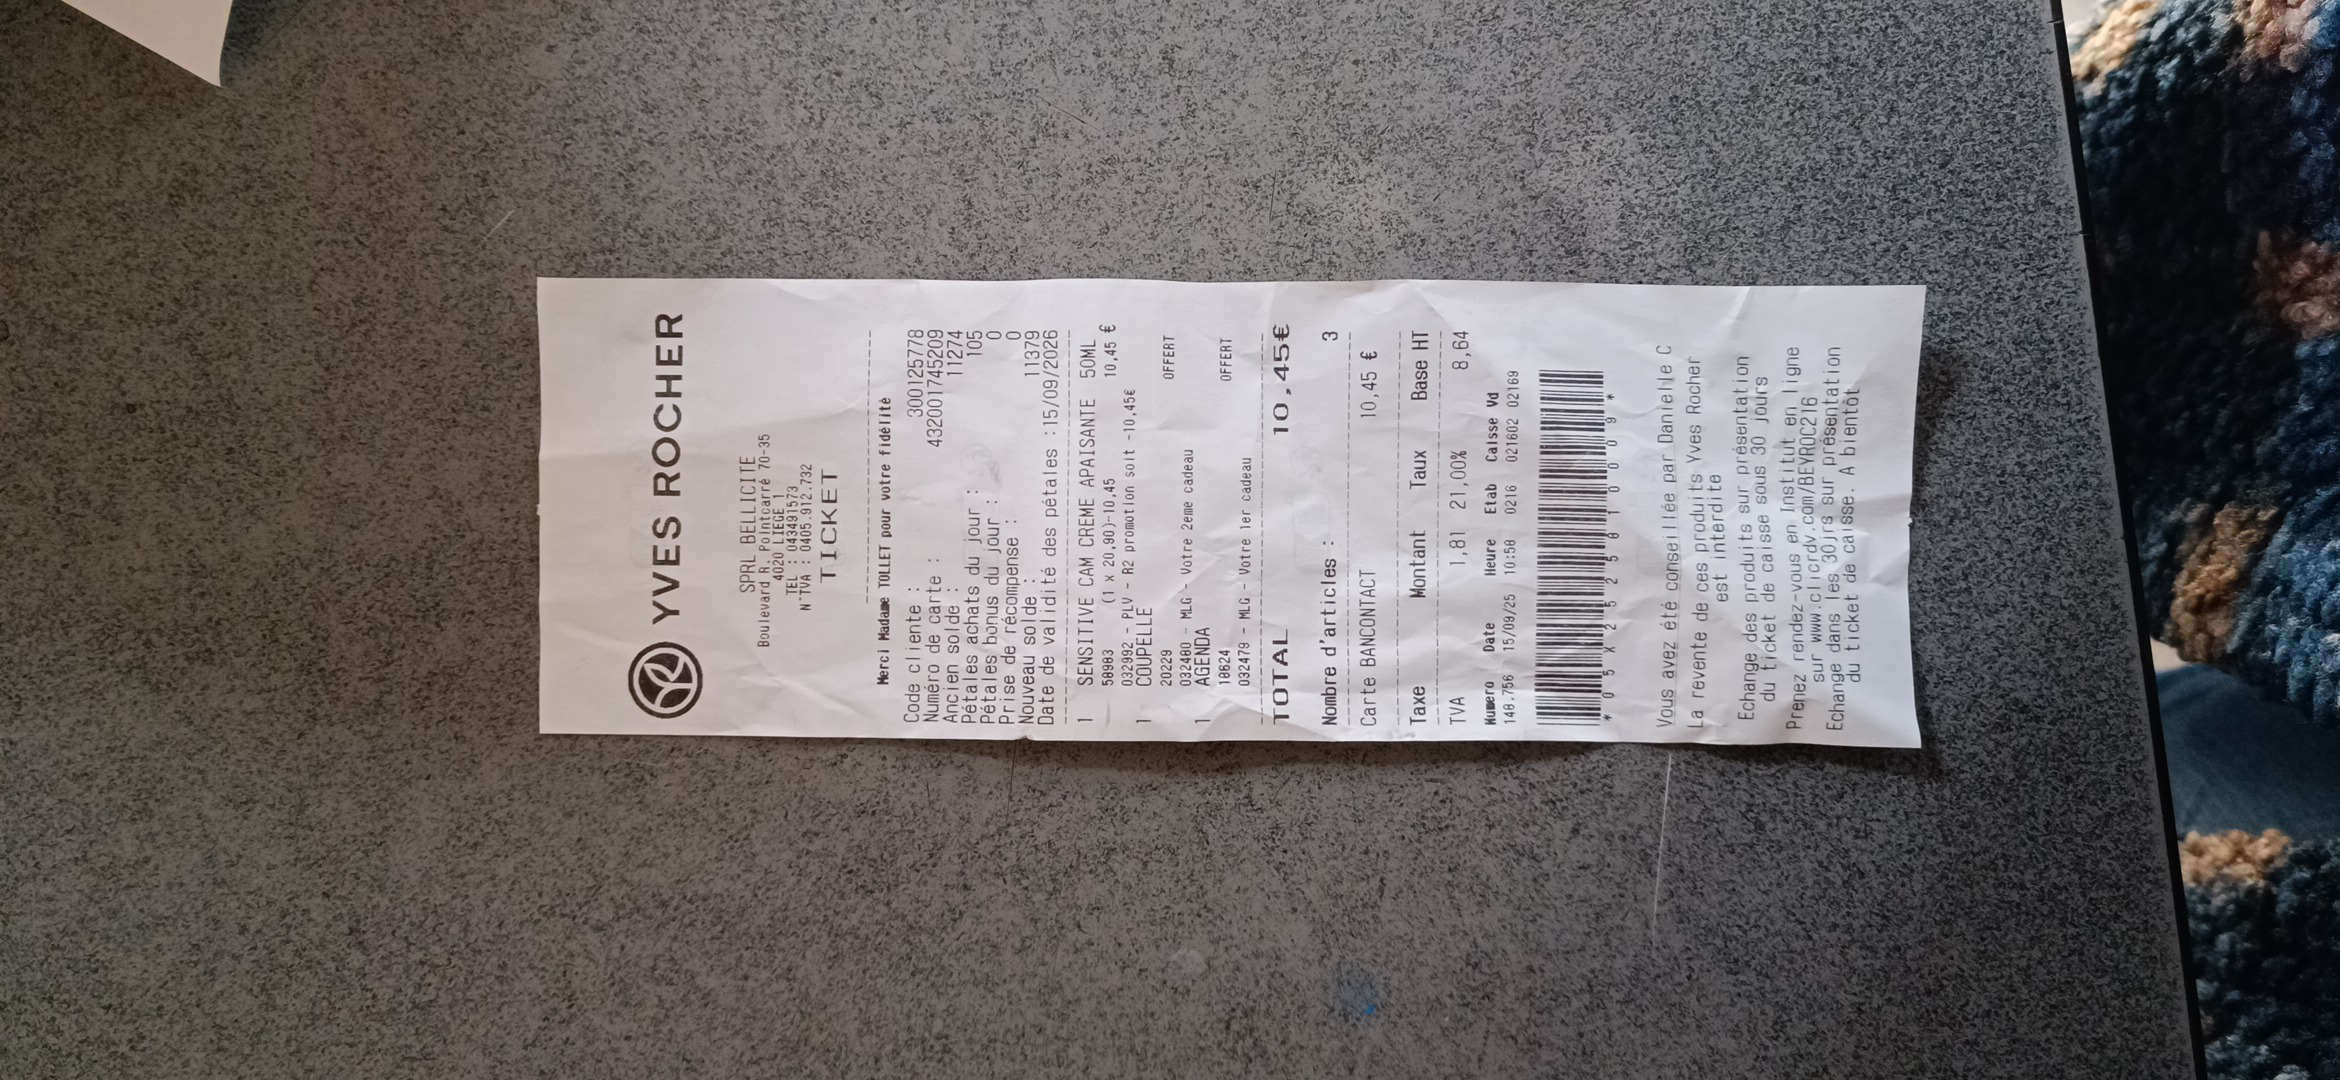 YVES ROCHER
SPRL BELLICITE
Boulevard R. Pointcarré 70-35
4020 LIEGE 1
TEL : 043491573
N°TVA : 0405.912.732
TICKET
Merci Madame TOLLET pour votre fidélité
Code cliente : 300125778
Numéro de carte : 432001745209
Ancien solde : 11274
Pétales achats du jour : 105
Pétales bonus du jour : 0
Prise de récompense : 0
Nouveau solde : 11379
Date de validité des pétales :15/09/2026
1 SENSITIVE CAM CREME APAISANTE 50ML
58983 (1 x 20,90)-10,45 10,45 €
032992 - PLV - R2 promotion soit -10,45€
1 COUPELLE
20229 OFFERT
032480 - MLG - Votre 2eme cadeau
1 AGENDA
18624 OFFERT
032479 - MLG - Votre 1er cadeau
TOTAL 10,45€
Nombre d'articles : 3
Carte BANCONTACT 10,45 €
Taxe Montant Taux Base HT
TVA 1,81 21,00% 8,64
Numero Date Heure Etab Caisse Vd
148.756 15/09/25 10:58 0216 021602 02169
Vous avez été conseillée par Danielle C
La revente de ces produits Yves Rocher
est interdite
Echange des produits sur présentation
du ticket de caisse sous 30 jours
Prenez rendez-vous en Institut en ligne
sur www.clicrdv.com/BEYROC216
Echange dans les 30jrs sur présentation
du ticket de caisse. A bientôt